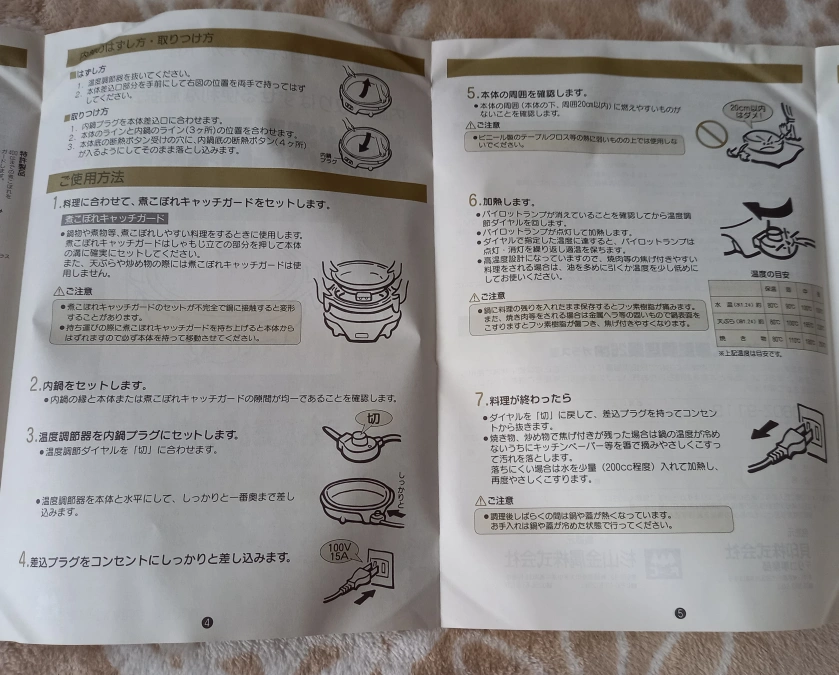 内鍋のはずし方・取りつけ方
■はずし方
1. 温度調節器を抜いてください。
2. 本体差込口部分を手前にして右図の位置を両手で持ってはず
してください。
■取りつけ方
1. 内鍋プラグを本体差込口に合わせます。
2. 本体のラインと内鍋のライン(3ヶ所)の位置を合わせます。
3. 本体底の断熱ボタン受けの穴に、内鍋底の断熱ボタン(4ヶ所)
が入るようにしてそのまま落とし込みます。
内鍋
プラグ
ご使用方法
1.料理に合わせて、煮こぼれキャッチガードをセットします。
煮こぼれキャッチガード
●鍋物や煮物等、煮こぼれしやすい料理をするときに使用します。
煮こぼれキャッチガードはしゃもじ立ての部分を押して本体
の溝に確実にセットしてください。
また、天ぷらや炒め物の際には煮こぼれキャッチガードは使
用しません。
⚠ご注意
●煮こぼれキャッチガードのセットが不完全で鍋に接触すると変形
することがあります。
●持ち運びの際に煮こぼれキャッチガードを持ち上げると本体から
はずれますので必ず本体を持って移動させてください。
2.内鍋をセットします。
●内鍋の縁と本体または煮こぼれキャッチガードの隙間が均一であることを確認します。
3.温度調節器を内鍋プラグにセットします。
●温度調節ダイヤルを「切」に合わせます。
切
●温度調節器を本体と水平にして、しっかりと一番奥まで差し
込みます。
しっかりと
4.差込プラグをコンセントにしっかりと差し込みます。
100V
15A
4
5.本体の周囲を確認します。
●本体の周囲(本体の下、周囲20cm以内)に燃えやすいものが
ないことを確認します。
20cm以内
はダメ!
⚠ご注意
●ビニール製のテーブルクロス等の熱に弱いものの上では使用しな
いでください。
6.加熱します。
●パイロットランプが消えていることを確認してから温度調
節ダイヤルを回します。
●パイロットランプが点灯して加熱します。
●ダイヤルで指定した温度に達すると、パイロットランプは
点灯・消灯を繰り返し適温を保ちます。
●高温度設計になっていますので、焼肉等の焦げ付きやすい
料理をされる場合は、油を多めに引くか温度を少し低めに
してお使いください。
⚠ご注意
●鍋に料理の残りを入れたまま保存するとフッ素樹脂が痛みます。
また、焼き肉等をされる場合は金属ヘラ等の固いもので鍋表面を
こすりますとフッ素樹脂が傷つき、焦げ付きやすくなります。
温度の目安
保温
水 温
天ぷら
焼 き 物
※上記温度は目安です。
7.料理が終わったら
●ダイヤルを「切」に戻して、差込プラグを持ってコンセン
トから抜きます。
●焼き物、炒め物で焦げ付きが残った場合は鍋の温度が冷め
ないうちにキッチンペーパー等を箸で摘みやさしくこすっ
て汚れを落とします。
落ちにくい場合は水を少量(200cc程度)入れて加熱し、
再度やさしくこすります。
⚠ご注意
●調理後しばらくの間は鍋や蓋が熱くなっています。
お手入れは鍋や蓋が冷めた状態で行ってください。
5